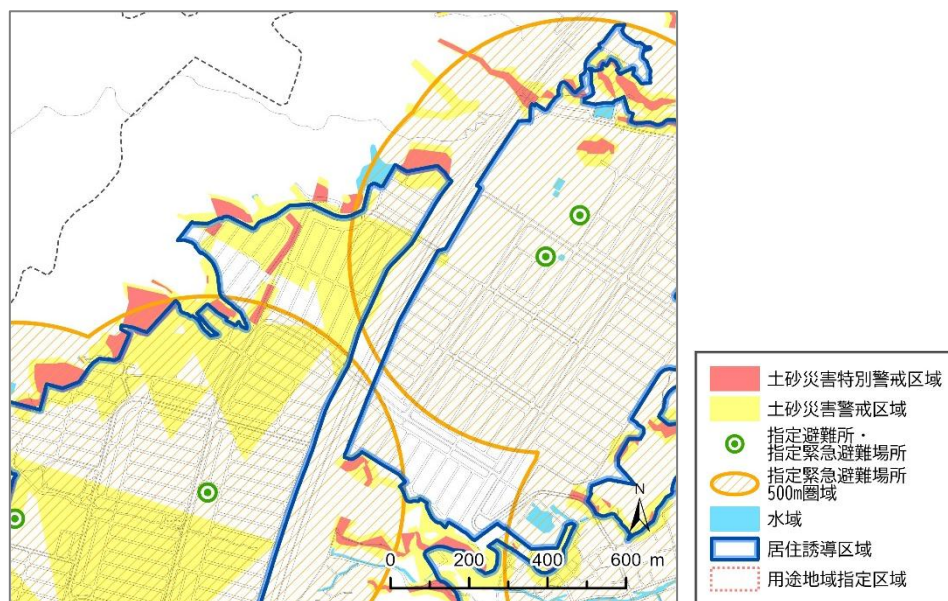 N
0 200 400 600 m
土砂災害特別警戒区域
土砂災害警戒区域
指定避難所・
指定緊急避難場所
指定緊急避難場所
500m圏域
水域
居住誘導区域
用途地域指定区域